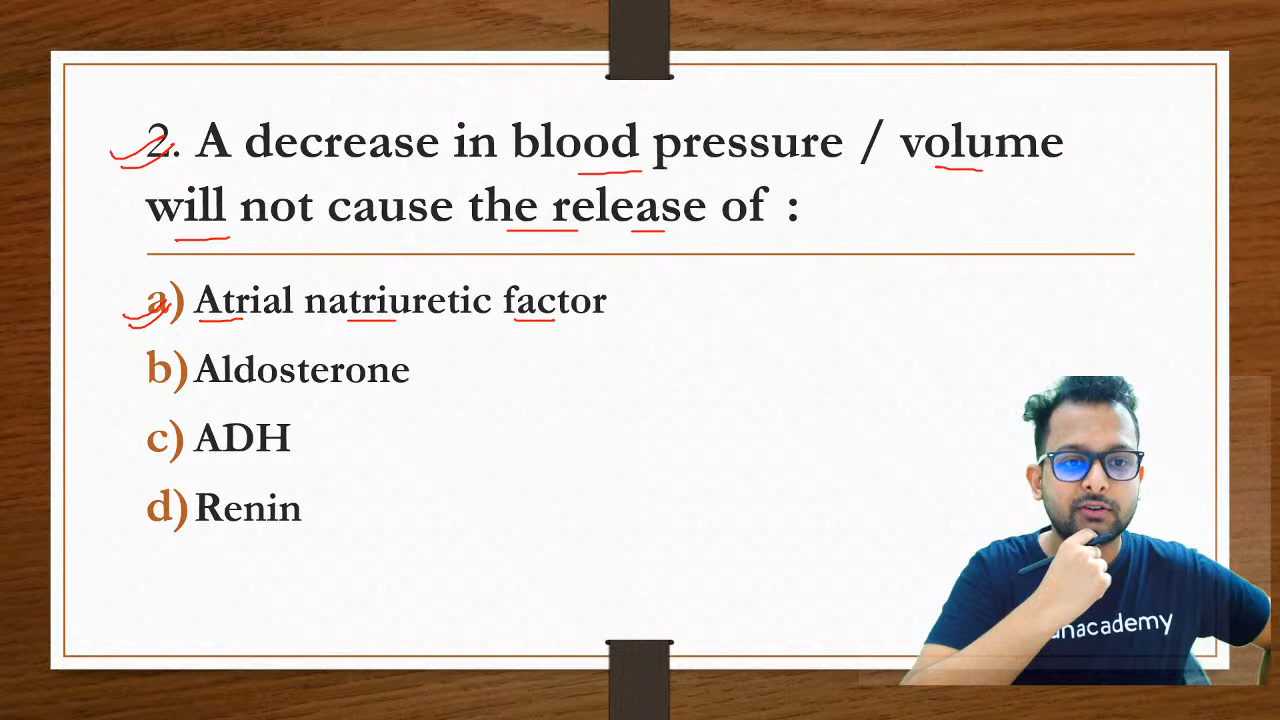 2. A decrease in blood pressure / volume
will not cause the release of :
a) Atrial natriuretic factor
b) Aldosterone
c) ADH
d) Renin
unacademy